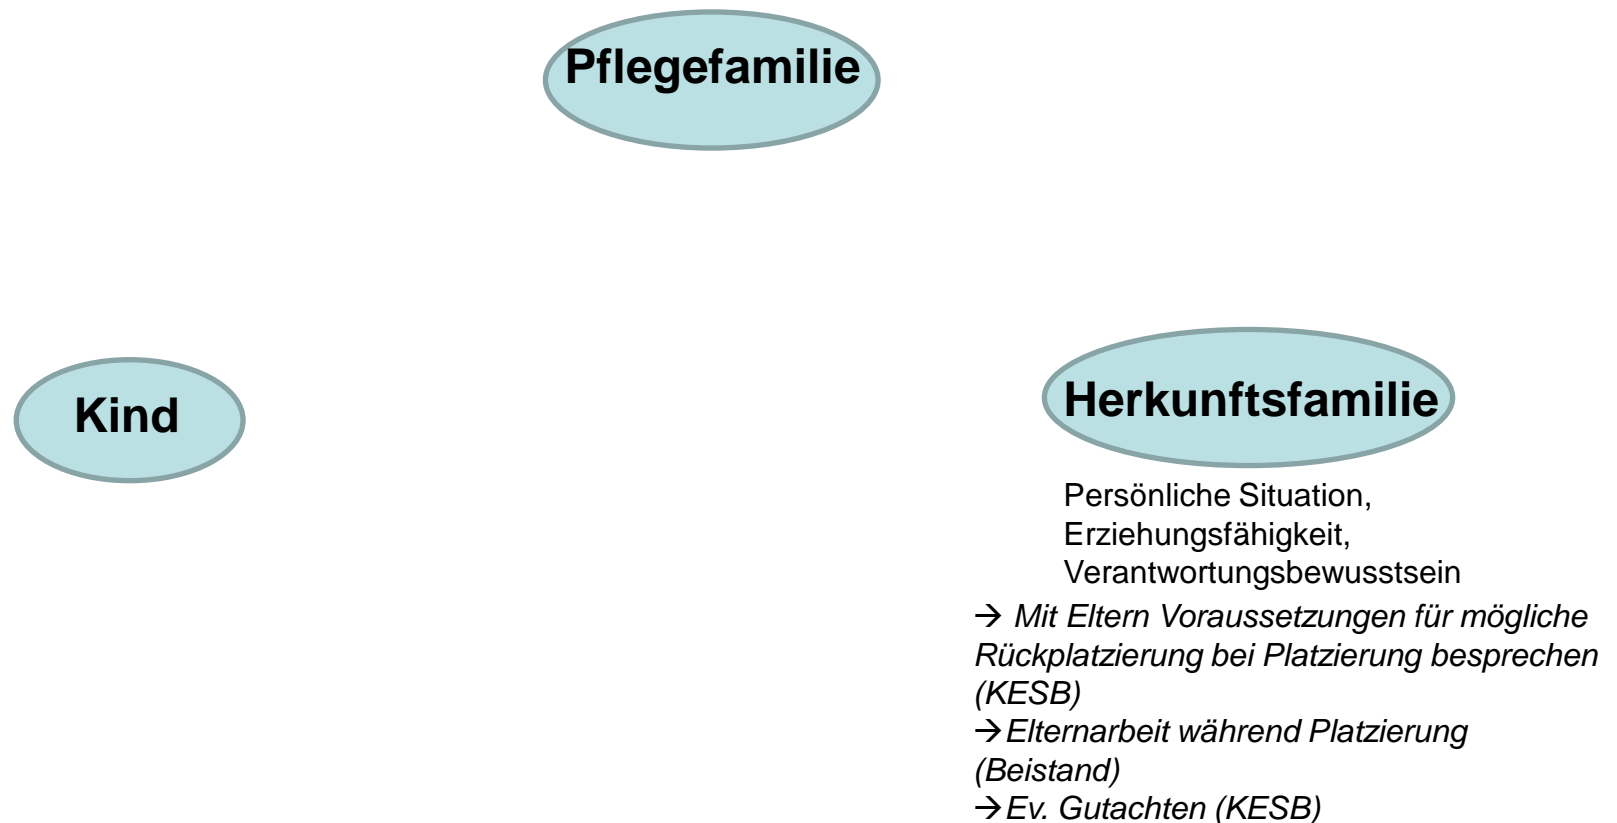 Pflegefamilie
Kind
Herkunftsfamilie
Persönliche Situation,
Erziehungsfähigkeit,
Verantwortungsbewusstsein
→ Mit Eltern Voraussetzungen für mögliche
Rückplatzierung bei Platzierung besprechen
(KESB)
→Elternarbeit während Platzierung
(Beistand)
→Ev. Gutachten (KESB)